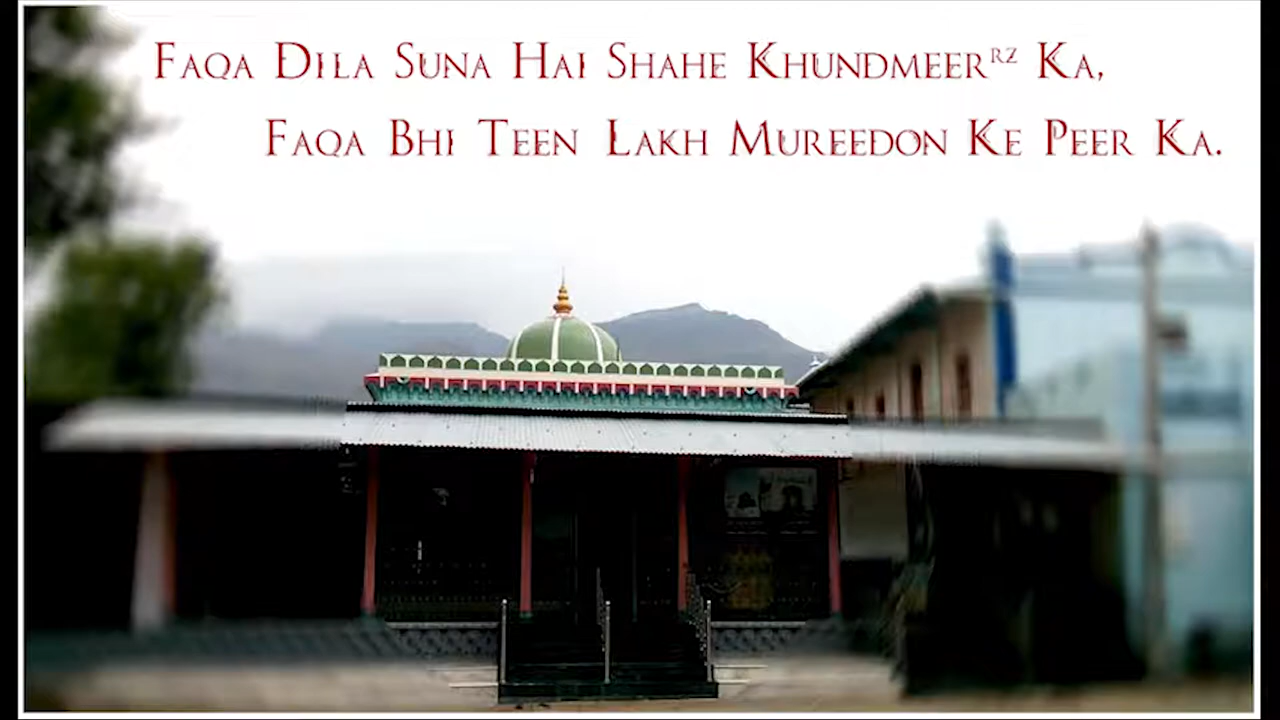 Faqa Dila Suna Hai Shahe Khundmeer RZ Ka,
Faqa Bhi Teen Lakh Mureedon Ke Peer Ka.